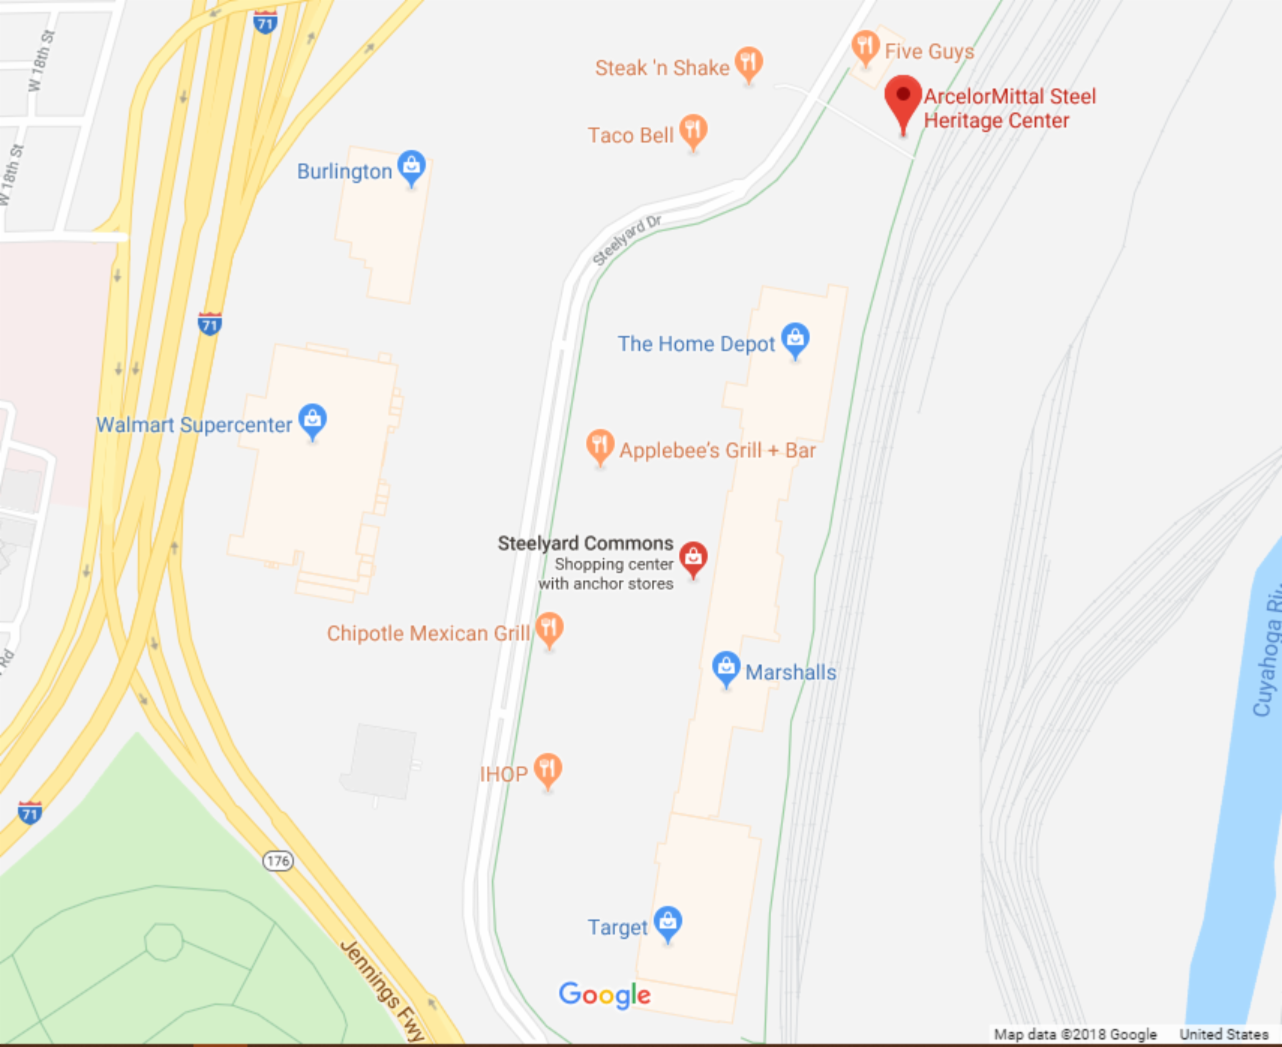 71
W 18th St
Steak 'n Shake
Five Guys
ArcelorMittal Steel
Heritage Center
Taco Bell
W 18th St
Burlington
Steelyard Dr
71
The Home Depot
Walmart Supercenter
Applebee's Grill + Bar
Steelyard Commons
Shopping center
with anchor stores
Chipotle Mexican Grill
Cuyahoga Riv
Rd
Marshalls
IHOP
71
176
Target
Jennings Fwy
Google
Map data ©2018 Google
United States